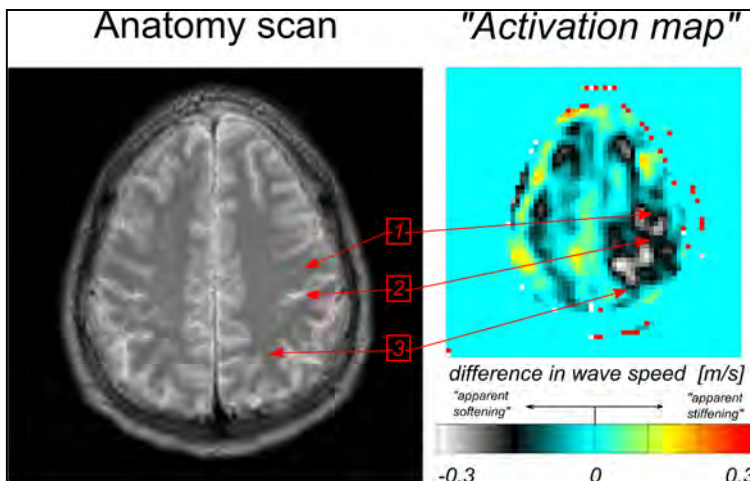 Anatomy scan
"Activation map"
1
2
3
difference in wave speed [m/s]
"apparent
softening"
"apparent
stiffening"
-0.3
0
0.3